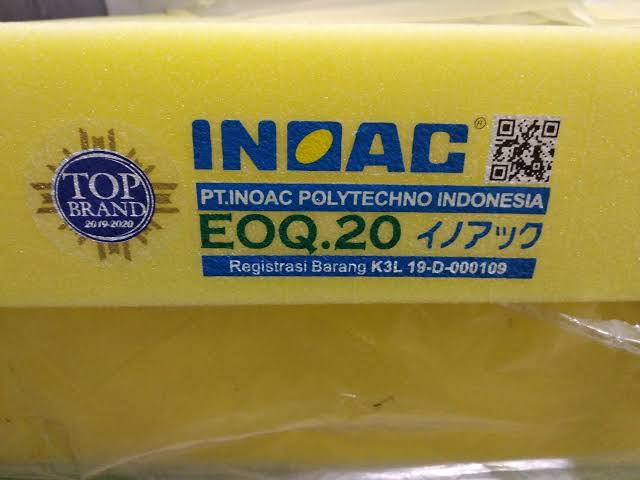 TOP
BRAND
2019-2020
INOAC®
PT.INOAC POLYTECHNO INDONESIA
EOQ.20 イノアック
Registrasi Barang K3L 19-D-000109